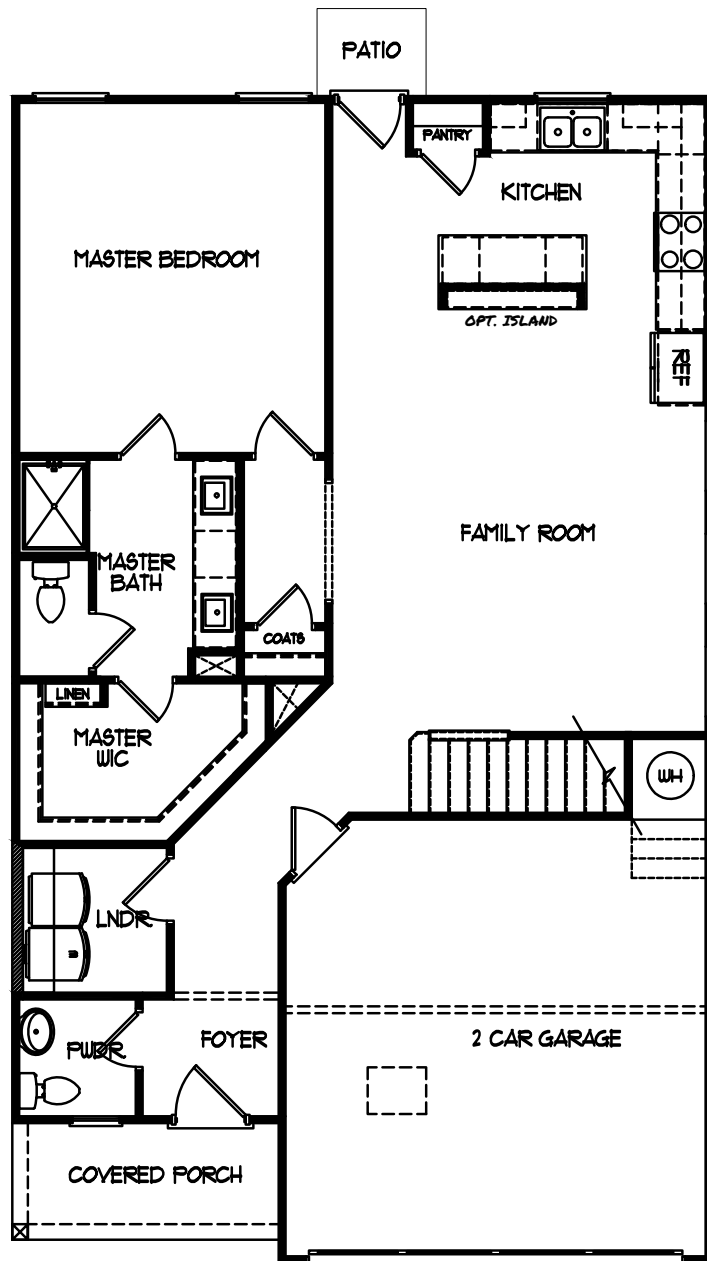 PATIO
PANTRY
KITCHEN
MASTER BEDROOM
OPT. ISLAND
REF
FAMILY ROOM
MASTER
BATH
COATS
LINEN
MASTER
WIC
WH
LNDR.
W
FOYER
2 CAR GARAGE
PWDR.
COVERED PORCH